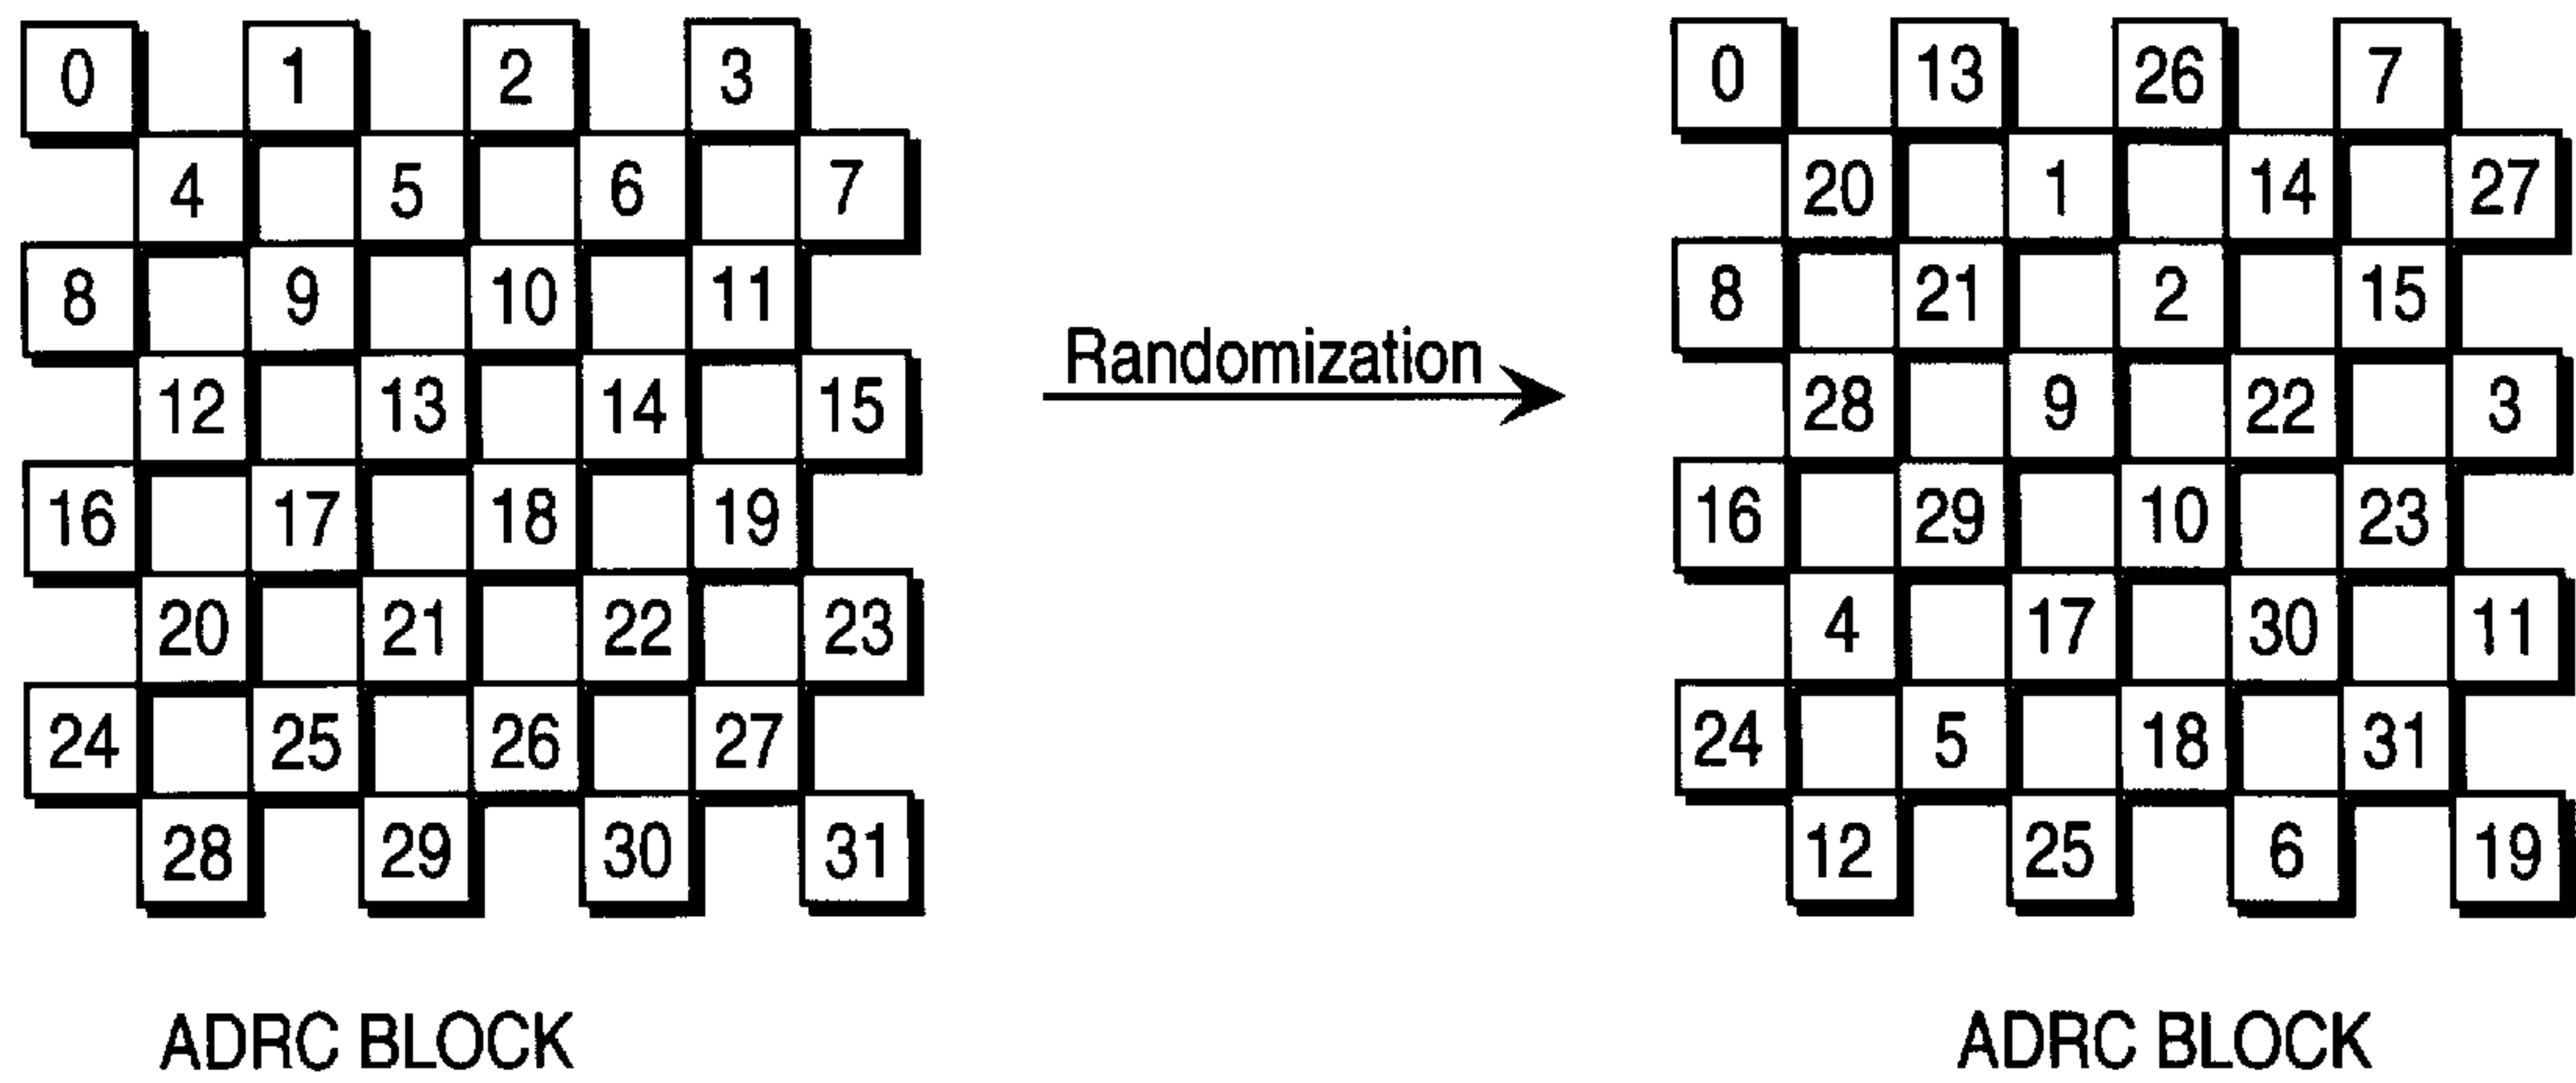 0 1 2 3
4 5 6 7
8 9 10 11
12 13 14 15
16 17 18 19
20 21 22 23
24 25 26 27
28 29 30 31
ADRC BLOCK
Randomization
0 13 26 7
20 1 14 27
8 21 2 15
28 9 22 3
16 29 10 23
4 17 30 11
24 5 18 31
12 25 6 19
ADRC BLOCK